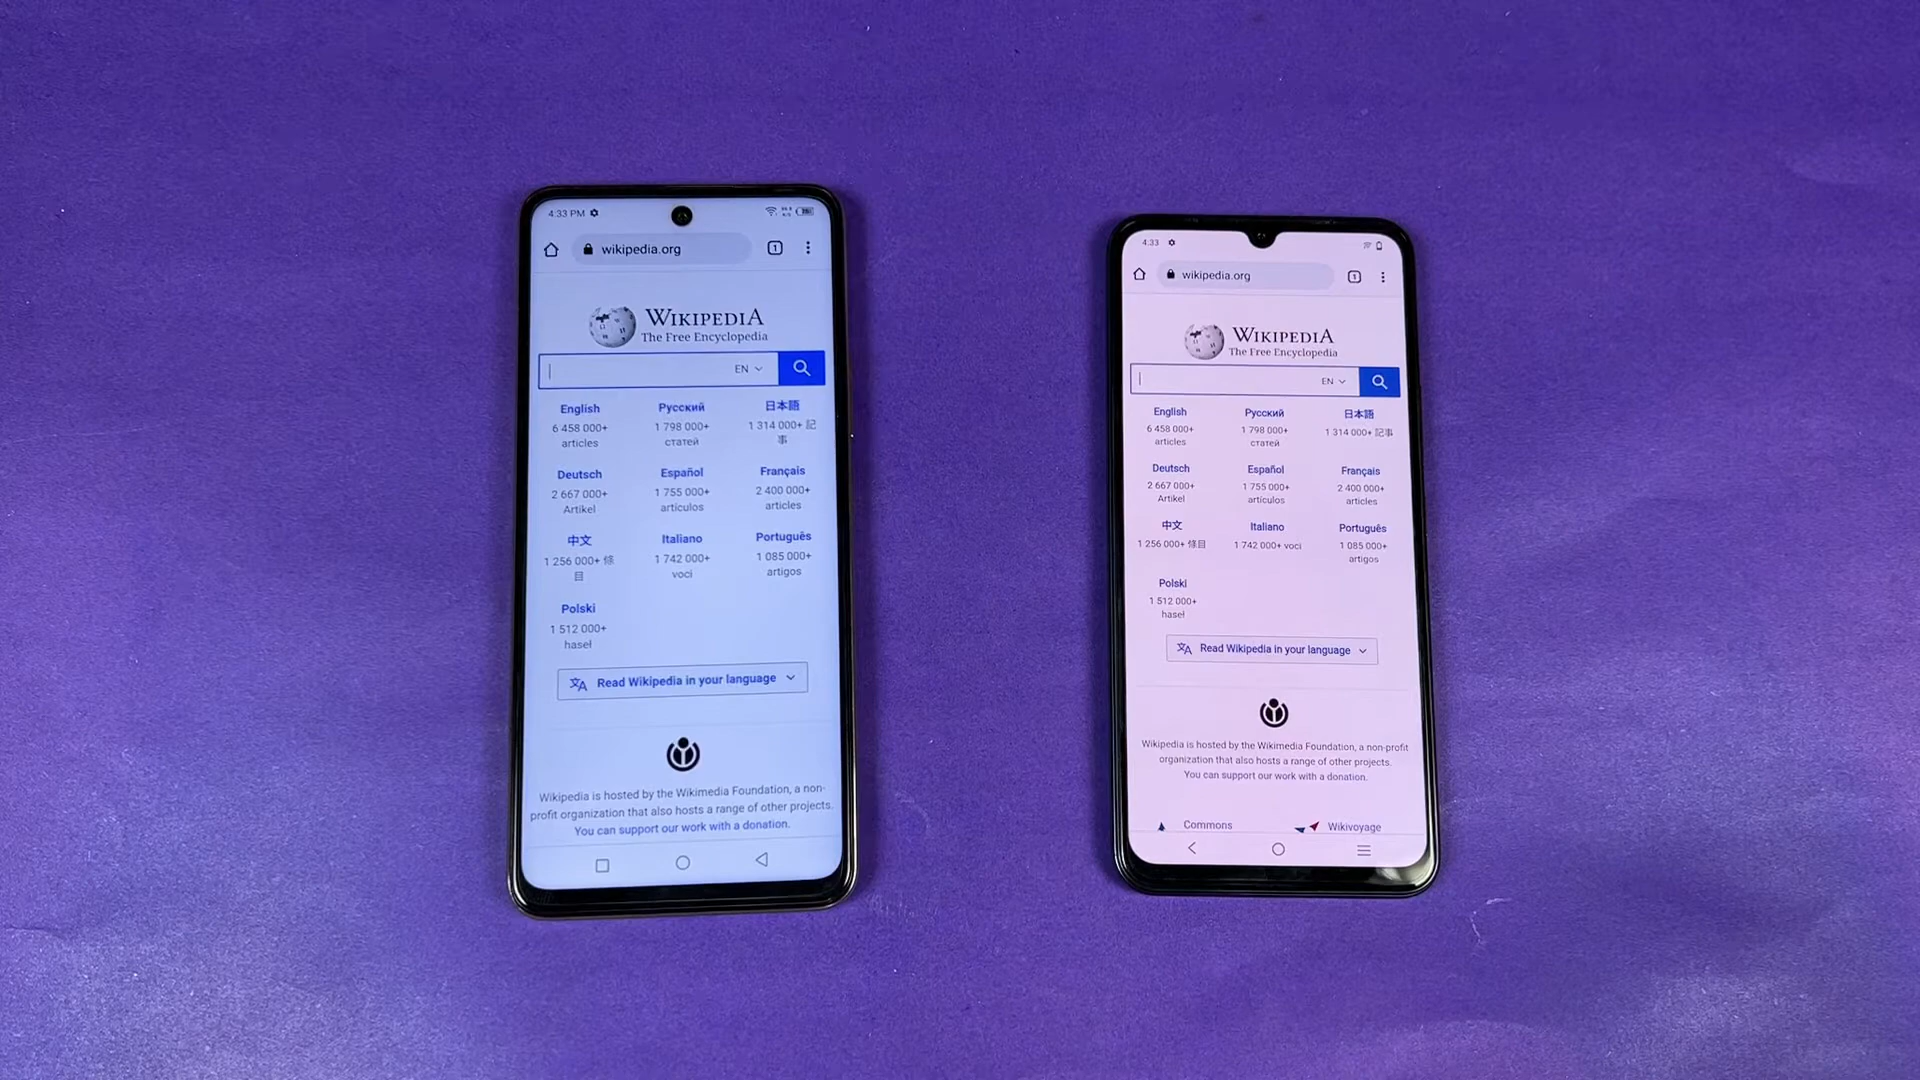 4:33 PM
wikipedia.org
1
WIKIPEDIA
The Free Encyclopedia
EN
English
6 458 000+
articles
Русский
1 798 000+
статей
日本語
1 314 000+ 記
事
Deutsch
2 667 000+
Artikel
Español
1 755 000+
artículos
Français
2 400 000+
articles
中文
1 256 000+ 條
目
Italiano
1 742 000+
voci
Português
1 085 000+
artigos
Polski
1 512 000+
haseł
Read Wikipedia in your language
Wikipedia is hosted by the Wikimedia Foundation, a non-
profit organization that also hosts a range of other projects.
You can support our work with a donation.
4:33
wikipedia.org
1
WIKIPEDIA
The Free Encyclopedia
EN
English
6 458 000+
articles
Русский
1 798 000+
статей
日本語
1 314 000+ 記事
Deutsch
2 667 000+
Artikel
Español
1 755 000+
artículos
Français
2 400 000+
articles
中文
1 256 000+ 條目
Italiano
1 742 000+ voci
Português
1 085 000+
artigos
Polski
1 512 000+
haseł
Read Wikipedia in your language
Wikipedia is hosted by the Wikimedia Foundation, a non-profit
organization that also hosts a range of other projects.
You can support our work with a donation.
Commons
Wikivoyage